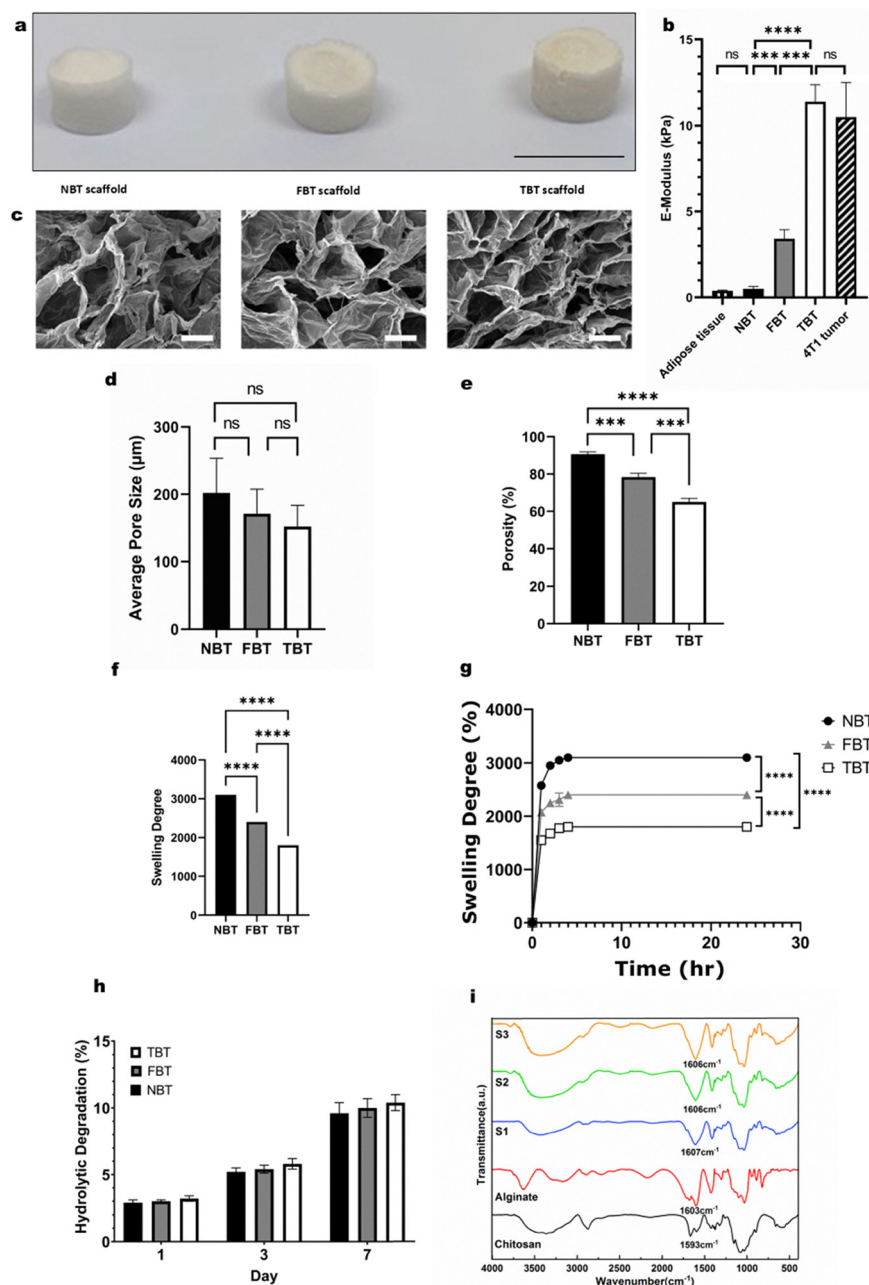 a
NBT scaffold
FBT scaffold
TBT scaffold
b
E-Modulus (kPa)
15
10
5
0
ns
*** ***
****
ns
Adipose tissue
NBT
FBT
TBT
4T1 tumor
c
d
Average Pore Size (µm)
300
200
100
0
ns
ns
ns
NBT
FBT
TBT
e
Porosity (%)
100
80
60
40
20
0
****
***
***
NBT
FBT
TBT
f
Swelling Degree
4000
3000
2000
1000
0
****
****
****
NBT
FBT
TBT
g
Swelling Degree (%)
4000
3000
2000
1000
0
0
10
20
30
Time (hr)
NBT
FBT
TBT
****
****
****
h
Hydrolytic Degradation (%)
15
10
5
0
TBT
FBT
NBT
1
3
7
Day
i
Transmittance(a.u.)
S3
1606cm-1
S2
1606cm-1
S1
1607cm-1
Alginate
1603cm-1
Chitosan
1593cm-1
4000 3500 3000 2500 2000 1500 1000 500
Wavenumber(cm-1)